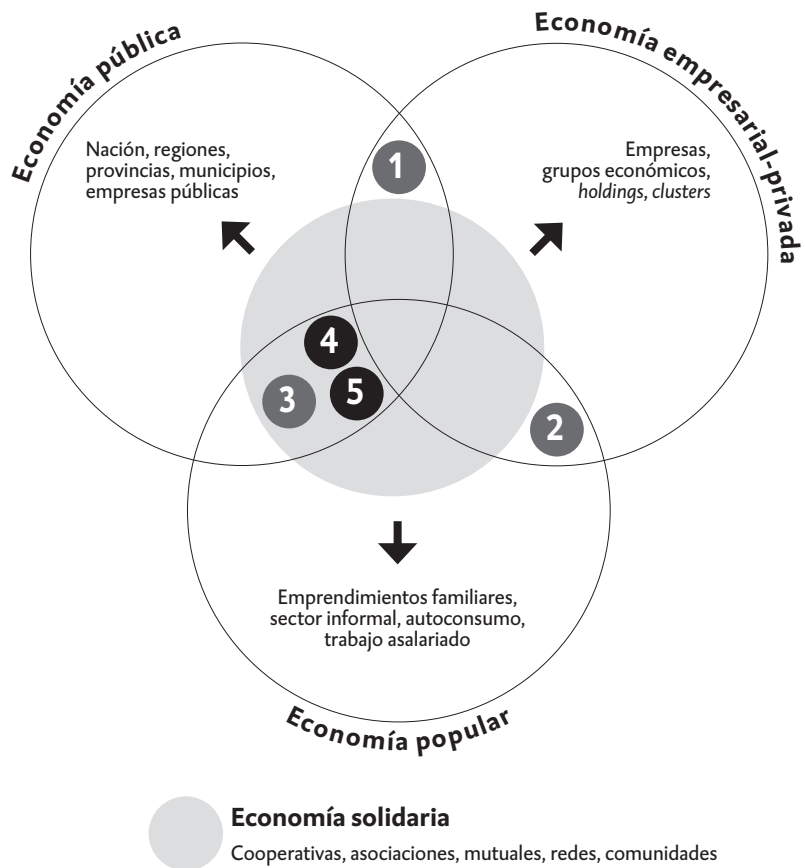 Economía pública
Economía empresarial-privada
Nación, regiones,
provincias, municipios,
empresas públicas
Empresas,
grupos económicos,
holdings, clusters
1
4
3
5
2
Emprendimientos familiares,
sector informal, autoconsumo,
trabajo asalariado
Economía popular
Economía solidaria
Cooperativas, asociaciones, mutuales, redes, comunidades